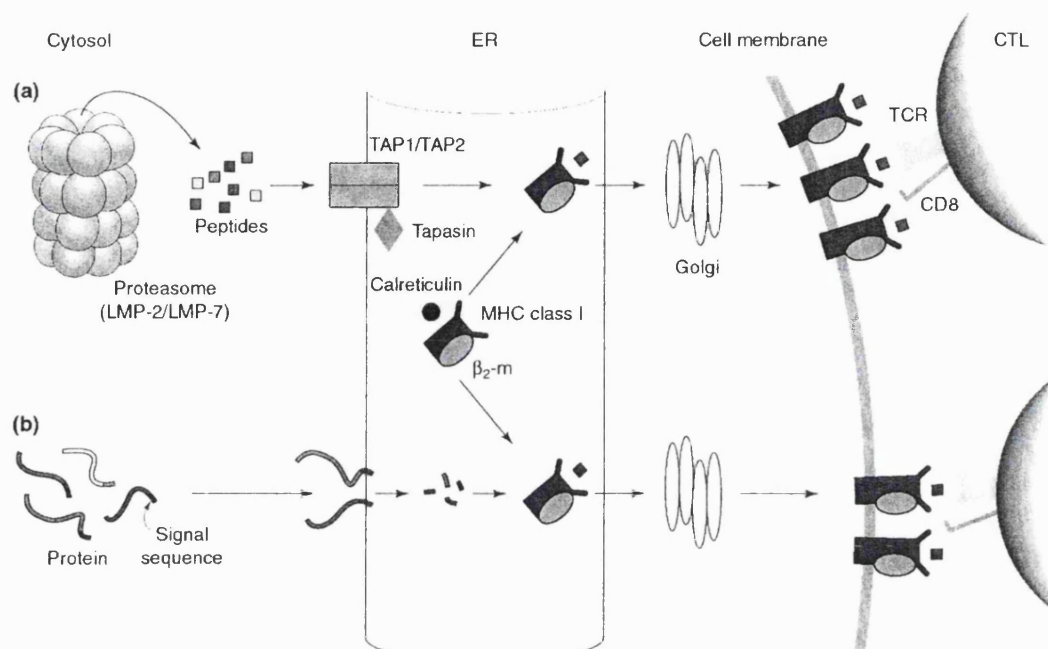 Cytosol
ER
Cell membrane
CTL
(a)
TAP1/TAP2
TCR
Peptides
Tapasin
CD8
Golgi
Proteasome
(LMP-2/LMP-7)
Calreticulin
MHC class I
β₂-m
(b)
Signal
sequence
Protein